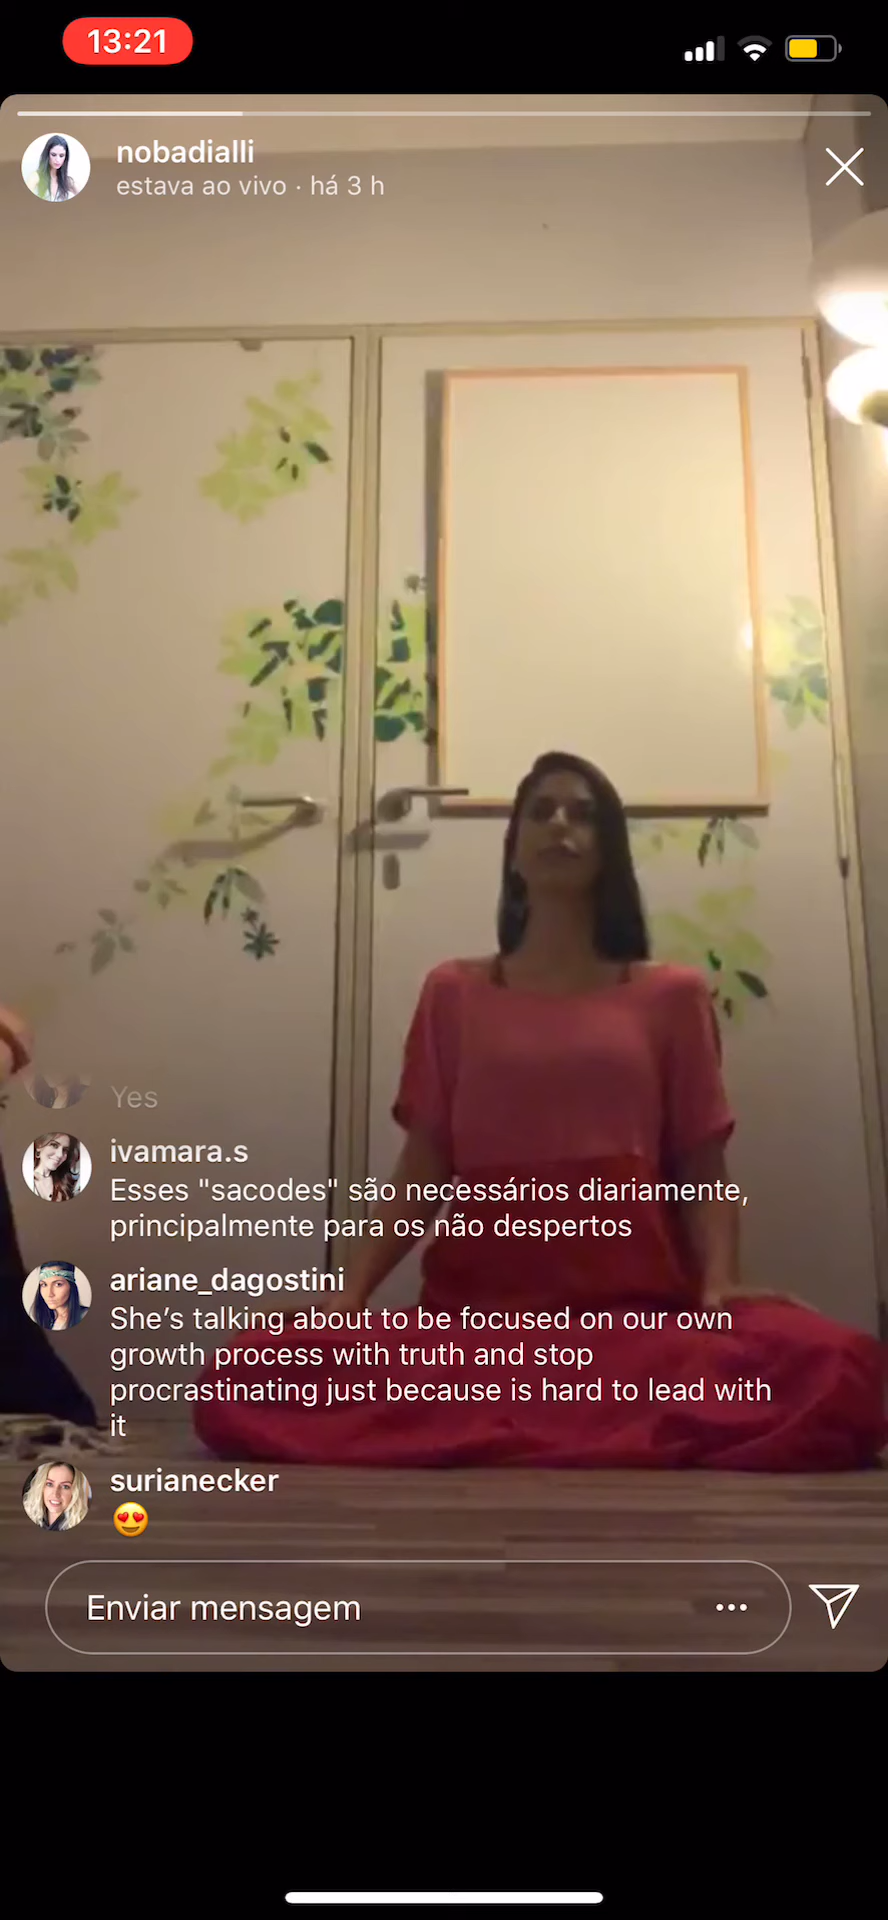 13:21
nobadialli
estava ao vivo · há 3 h
Yes
ivamara.s
Esses "sacodes" são necessários diariamente,
principalmente para os não despertos
ariane_dagostini
She’s talking about to be focused on our own
growth process with truth and stop
procrastinating just because is hard to lead with
it
surianecker
😍
Enviar mensagem